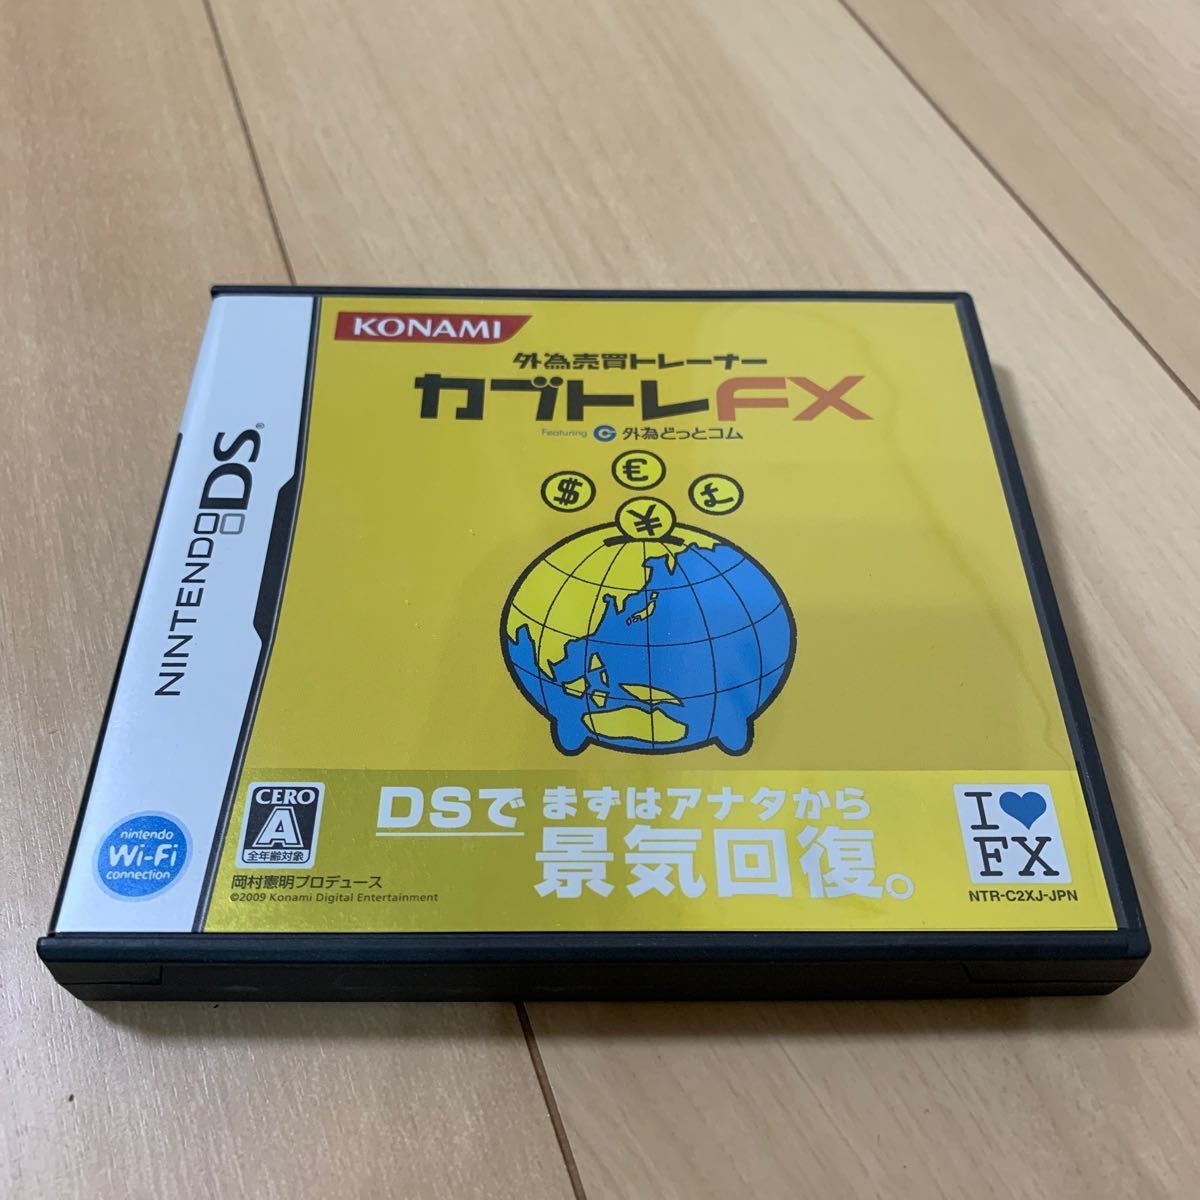 KONAMI
外為売買トレーナー
カブトレFX
Featuring 外為どっとコム
$
€
£
¥
NINTENDO DS®
nintendo
Wi-Fi
connection
CERO
A
全年齢対象
DSで まずはアナタから
景気回復。
I ♥
FX
岡村憲明プロデュース
©2009 Konami Digital Entertainment
NTR-C2XJ-JPN